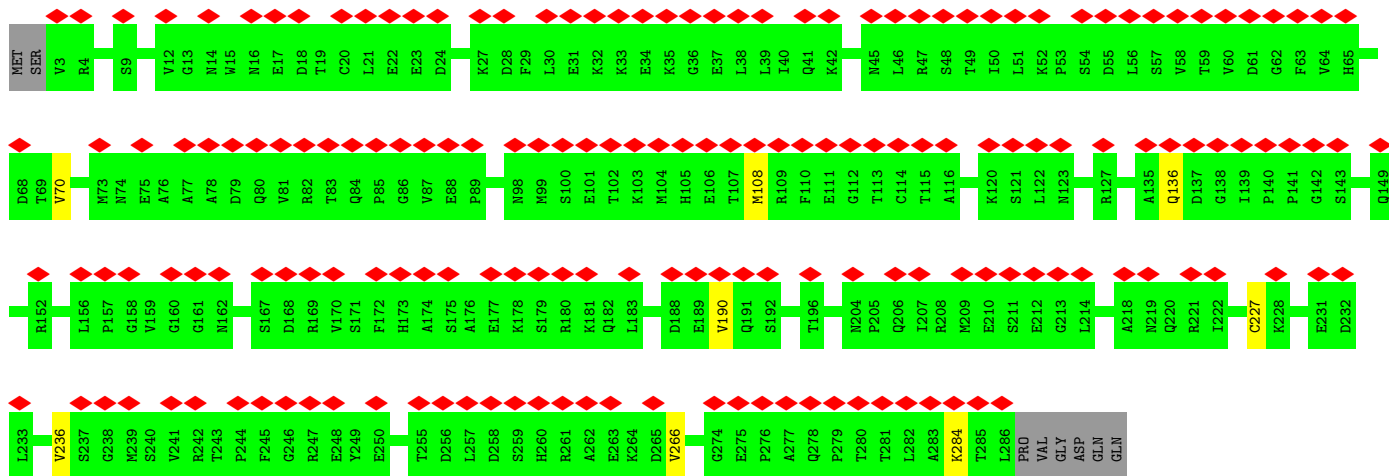 MET SER V3 R4 S9 V12 G13 N14 W15 N16 E17 D18 T19 C20 L21 E22 E23 D24 K27 D28 F29 L30 E31 K32 K33 E34 K35 G36 E37 L38 L39 I40 Q41 K42 N45 L46 R47 S48 T49 I50 L51 K52 P53 S54 D55 L56 S57 V58 T59 V60 D61 G62 F63 V64 H65
D68 T69 V70 M73 N74 E75 A76 A77 A78 D79 Q80 V81 R82 T83 Q84 P85 G86 V87 E88 P89 N98 M99 S100 E101 T102 K103 M104 H105 E106 T107 M108 R109 F110 E111 G112 T113 C114 T115 A116 K120 S121 L122 N123 R127 A135 Q136 D137 G138 I139 P140 P141 G142 S143 Q149
R152 L156 P157 G158 V159 G160 G161 N162 S167 D168 R169 V170 S171 F172 H173 A174 S175 A176 E177 K178 S179 R180 K181 Q182 L183 D188 E189 V190 Q191 S192 T196 N204 P205 Q206 I207 R208 M209 E210 S211 E212 G213 L214 A218 N219 Q220 R221 I222 C227 K228 E231 D232
L233 V236 S237 G238 M239 S240 V241 R242 T243 P244 F245 G246 R247 E248 Y249 E250 T255 D256 L257 D258 S259 H260 R261 A262 E263 K264 D265 V266 G274 E275 P276 A277 Q278 P279 T280 T281 L282 A283 K284 T285 L286 PRO VAL GLY ASP GLN GLN